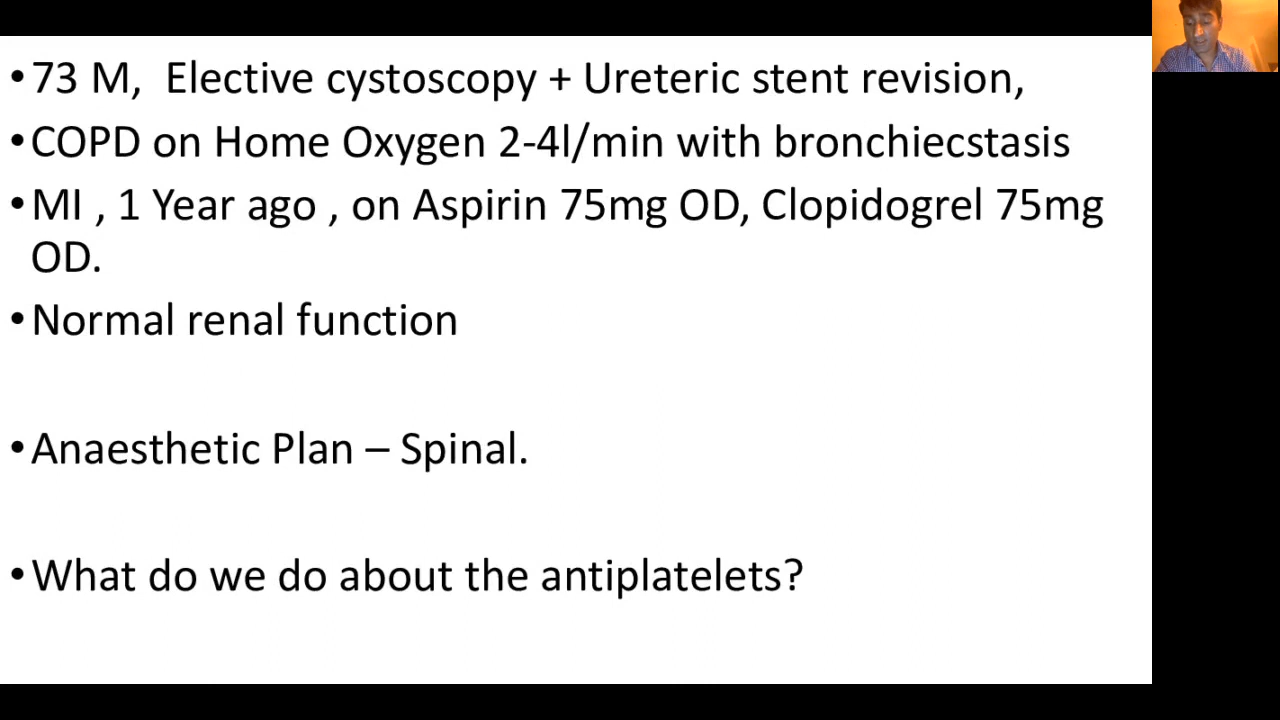 •73 M,  Elective cystoscopy + Ureteric stent revision,
•COPD on Home Oxygen 2-4l/min with bronchiecstasis
•MI , 1 Year ago , on Aspirin 75mg OD, Clopidogrel 75mg
OD.
•Normal renal function
•Anaesthetic Plan – Spinal.
•What do we do about the antiplatelets?